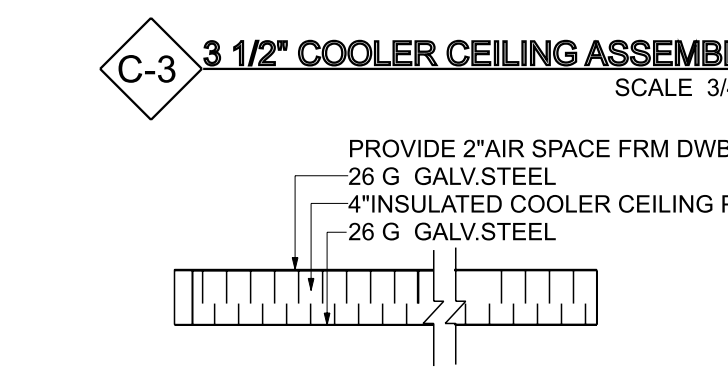 C-3
3 1/2" COOLER CEILING ASSEMB
SCALE 3/
PROVIDE 2"AIR SPACE FRM DWB
26 G GALV.STEEL
4"INSULATED COOLER CEILING
26 G GALV.STEEL